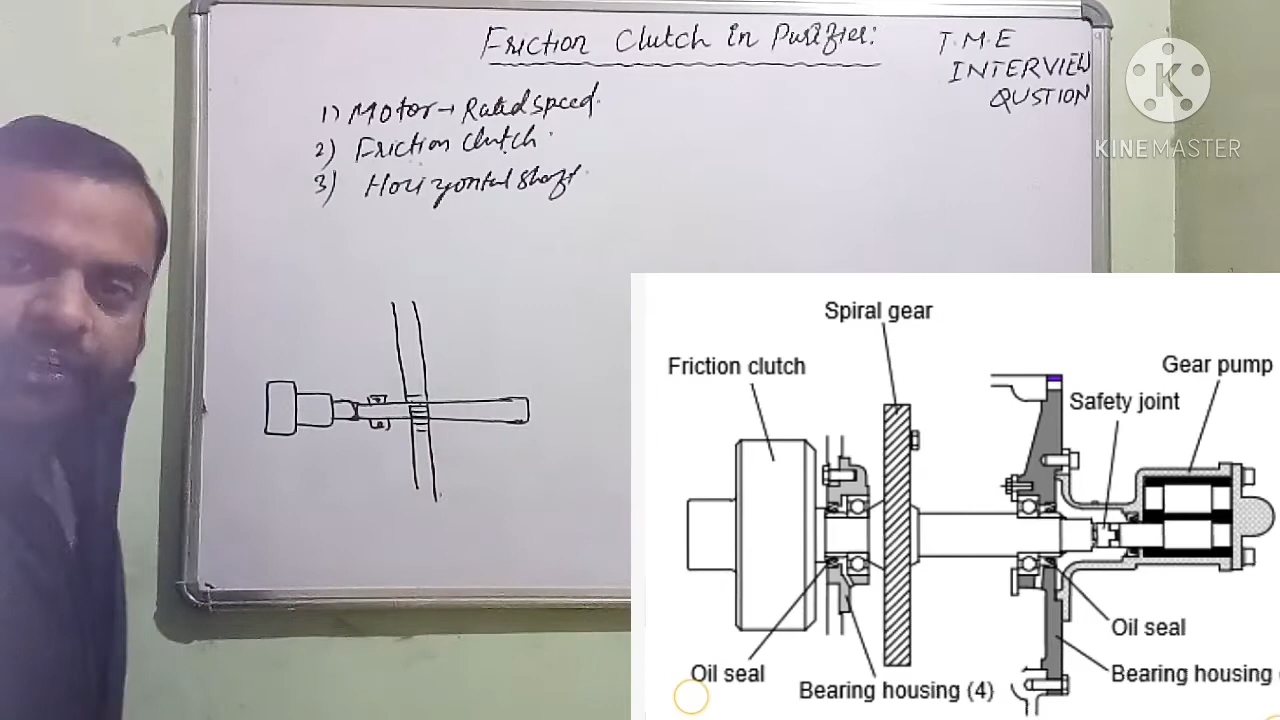 Friction Clutch in Purifier:
T.M.E
INTERVIEW
QUSTION
K
KINEMASTER
1) Motor → Rated speed.
2) Friction Clutch.
3) Horizontal shaft.
Spiral gear
Friction clutch
Gear pump
Safety joint
Oil seal
Oil seal
Bearing housing (4)
Bearing housing (